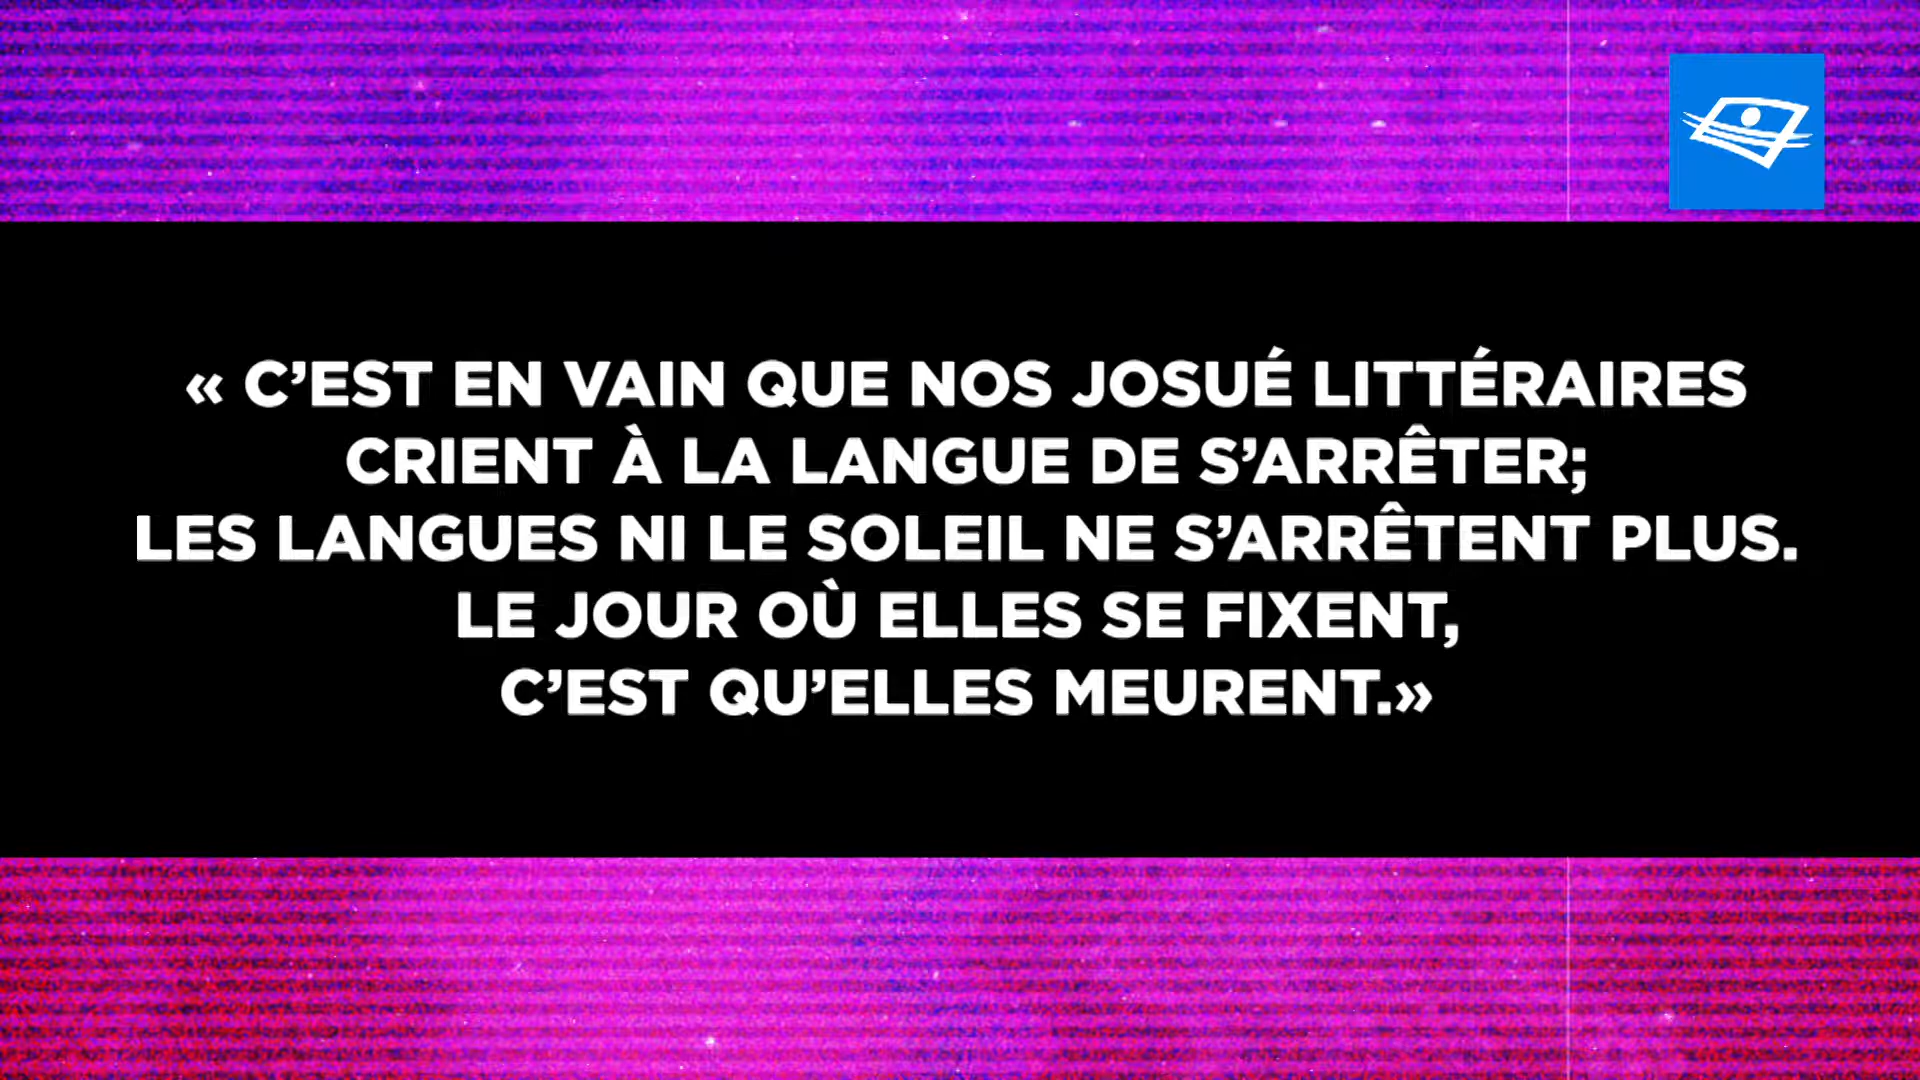 « C’EST EN VAIN QUE NOS JOSUÉ LITTÉRAIRES
CRIENT À LA LANGUE DE S’ARRÊTER;
LES LANGUES NI LE SOLEIL NE S’ARRÊTENT PLUS.
LE JOUR OÙ ELLES SE FIXENT,
C’EST QU’ELLES MEURENT.»